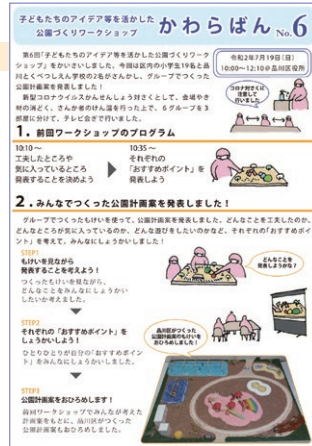 子どもたちのアイデア等を活かした
公園づくりワークショップ
かわらばん No.6
第6回「子どもたちのアイデア等を活かした公園づくりワーク
ショップ」をかいさいしました。今回は区内の小学生19名と品
川とくべつしえん学校の2名がさんかし、グループでつくった
公園計画案を発表しました!
新型コロナウイルスかんせんしょう対さくとして、会場やき
材の消どく、さんか者のけん温を行った上で、6グループを3
部屋に分けて、テレビ会ぎで行いました。
令和2年7月19日(日)
10:00~12:10@品川区役所
コロナ対さくに
注意して
行いました
1. 前回ワークショップのプログラム
10:10~
工夫したところや
気に入っているところ
発表することを決めよう
10:35~
それぞれの
「おすすめポイント」を
発表しよう
2. みんなでつくった公園計画案を発表しました!
グループでつくったもけいを使って、公園計画案を発表しました。どんなことを工夫したのか、
どんなところが気に入っているのか、どんな遊びをしたいのかなど、それぞれの「おすすめポイ
ント」を考えて、みんなにしょうかいしました!
STEP1
もけいを見ながら
発表することを考えよう!
つくったもけいを見ながら、
どんなことをみんなにしょうかい
したいか考えました。
どんなことを
発表しようかな?
STEP2
それぞれの「おすすめポイント」を
しょうかいしよう!
ひとりひとりが自分の「おすすめポイン
ト」をみんなにしょうかいしました。
品川区がつくった
公園計画案のもけいを
おひろめしました!
STEP3
公園計画案をおひろめします!
前回ワークショップでみんなが考えた
計画案をもとに、品川区がつくった
公園計画案もおひろめしました。